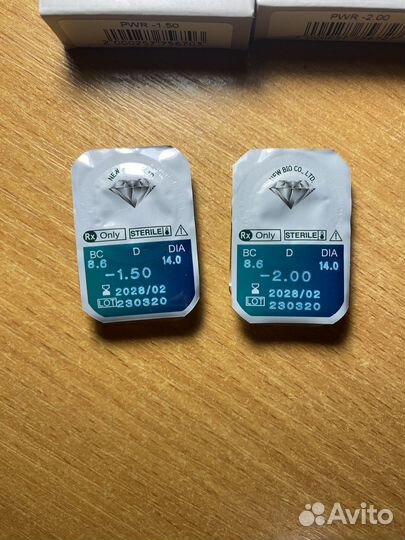 PWR -1.50
PWR -2.00
NEW
Rx Only STERILE
BC D DIA
8.6 14.0
-1.50
2028/02
LOT 230320
NEW BIO CO., LTD.
Rx Only STERILE
BC D DIA
8.6 14.0
-2.00
2028/02
LOT 230320
Avito